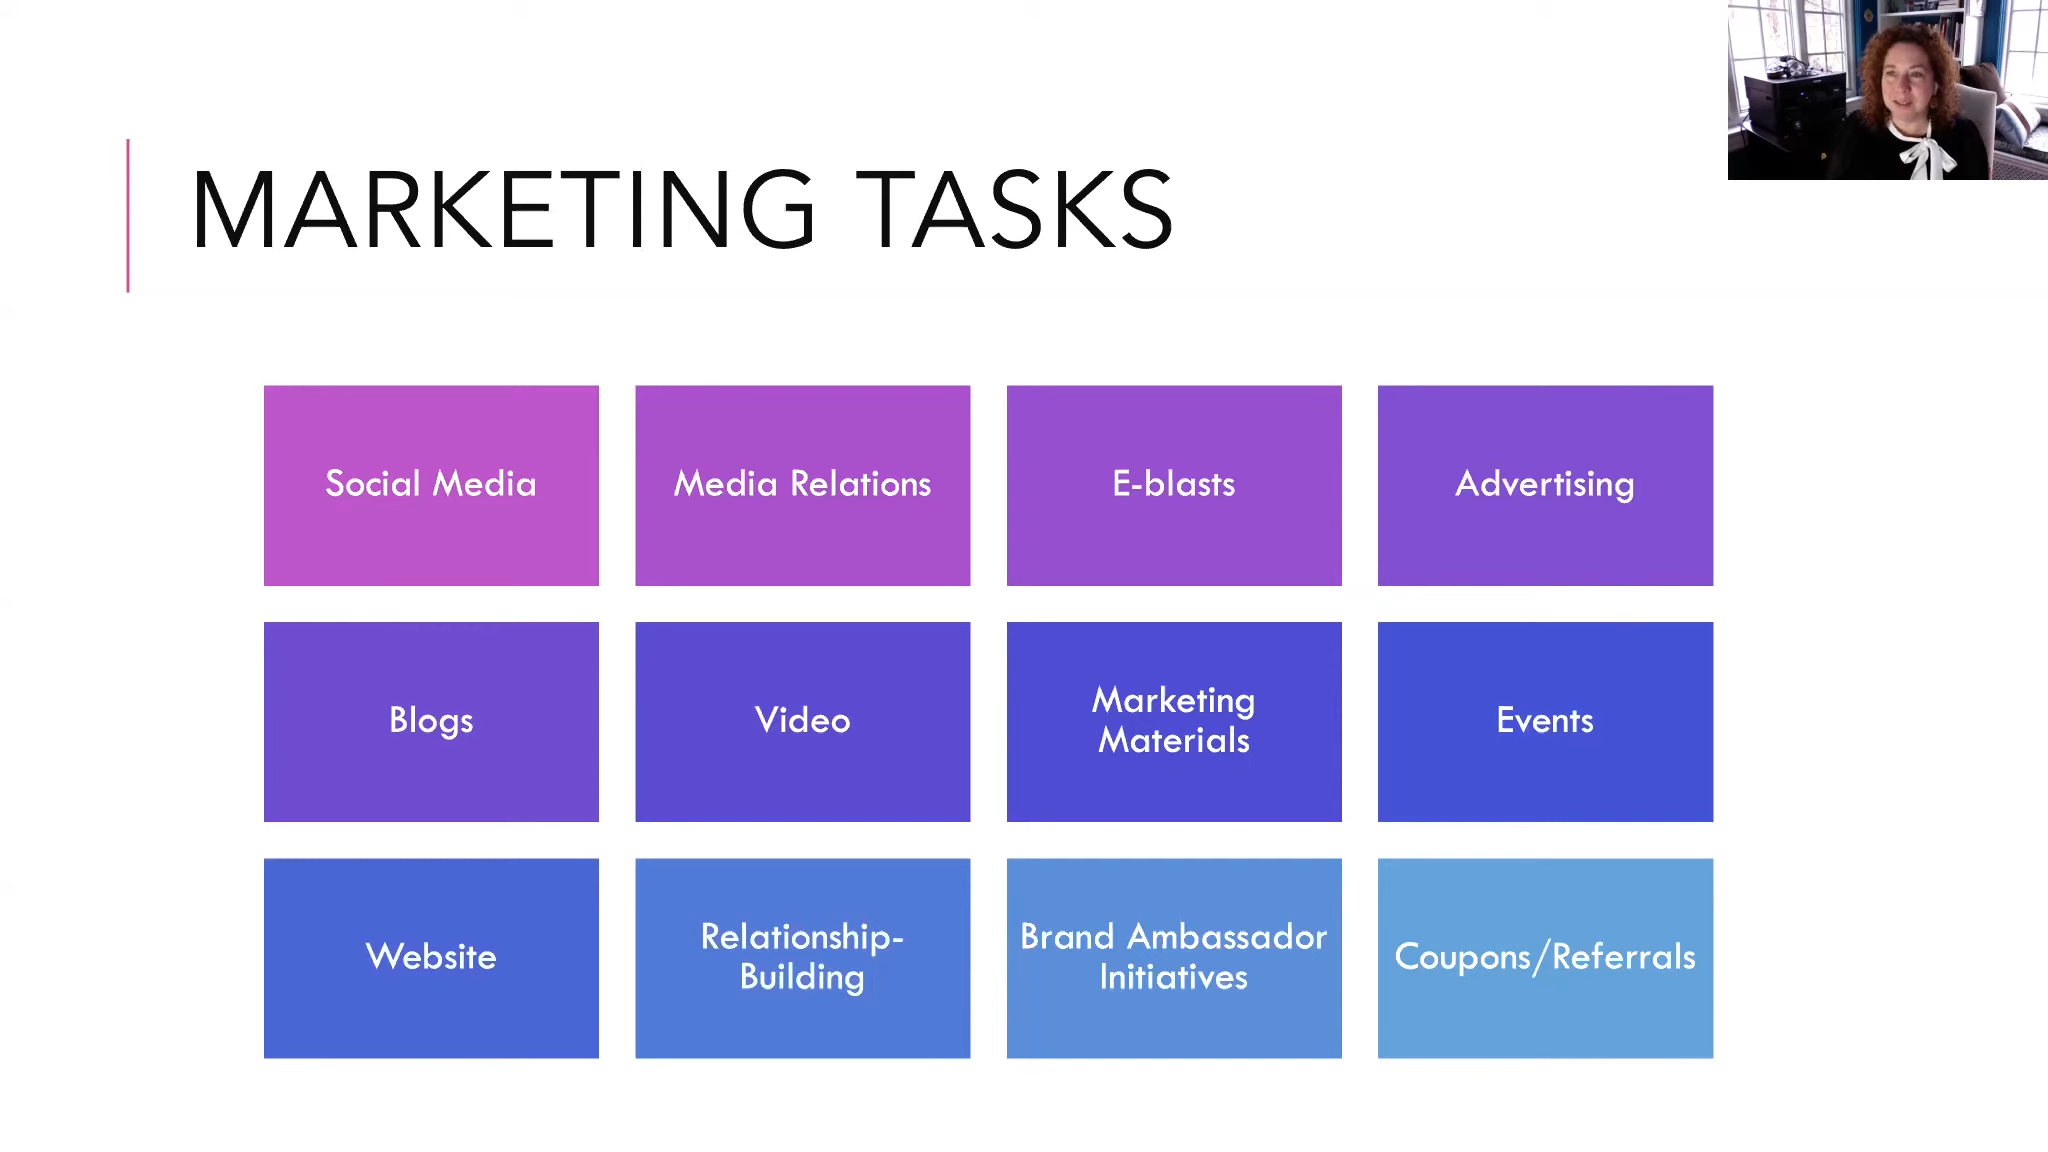 MARKETING TASKS
Social Media
Media Relations
E-blasts
Advertising
Blogs
Video
Marketing
Materials
Events
Website
Relationship-
Building
Brand Ambassador
Initiatives
Coupons/Referrals